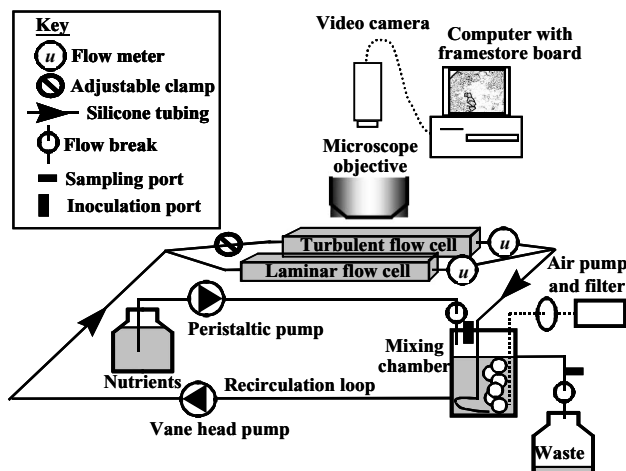 Key
u Flow meter
Adjustable clamp
Silicone tubing
Flow break
Sampling port
Inoculation port
Video camera
Computer with
framestore board
Microscope
objective
Turbulent flow cell
u
Laminar flow cell
u
Air pump
and filter
Peristaltic pump
Nutrients
Mixing
chamber
Recirculation loop
Vane head pump
Waste